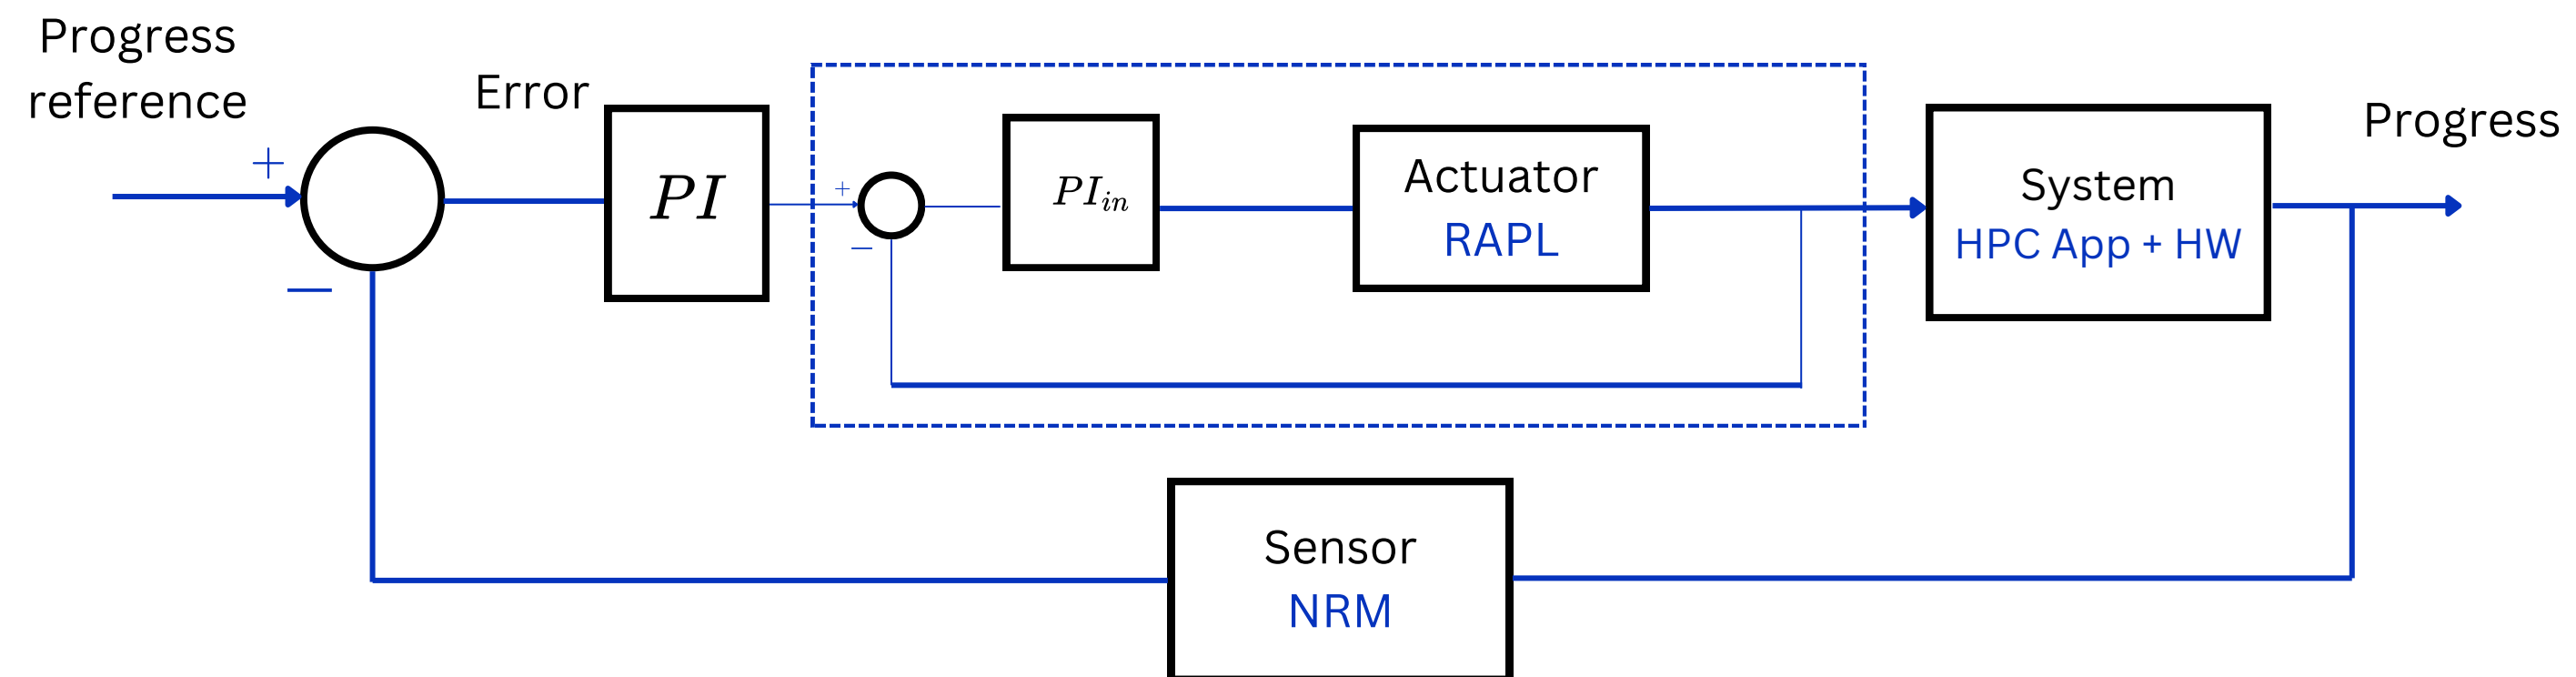 Progress
reference
+
−
Error
PI
+
−
PI_in
Actuator
RAPL
System
HPC App + HW
Progress
Sensor
NRM